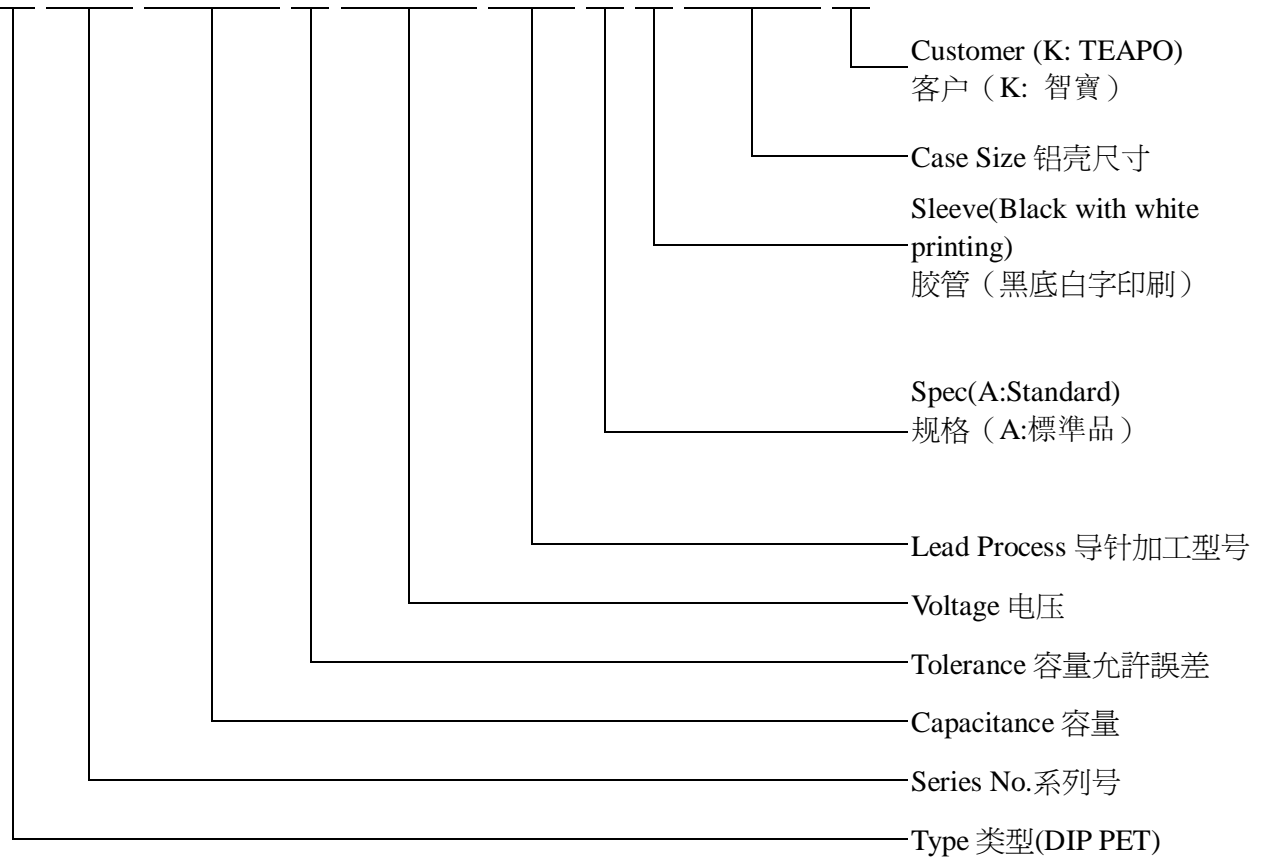 Customer (K: TEAPO)
客户（K: 智寶）
Case Size 铝壳尺寸
Sleeve(Black with white
printing)
胶管（黑底白字印刷）
Spec(A:Standard)
规格（A:標準品）
Lead Process 导针加工型号
Voltage 电压
Tolerance 容量允許誤差
Capacitance 容量
Series No.系列号
Type 类型(DIP PET)